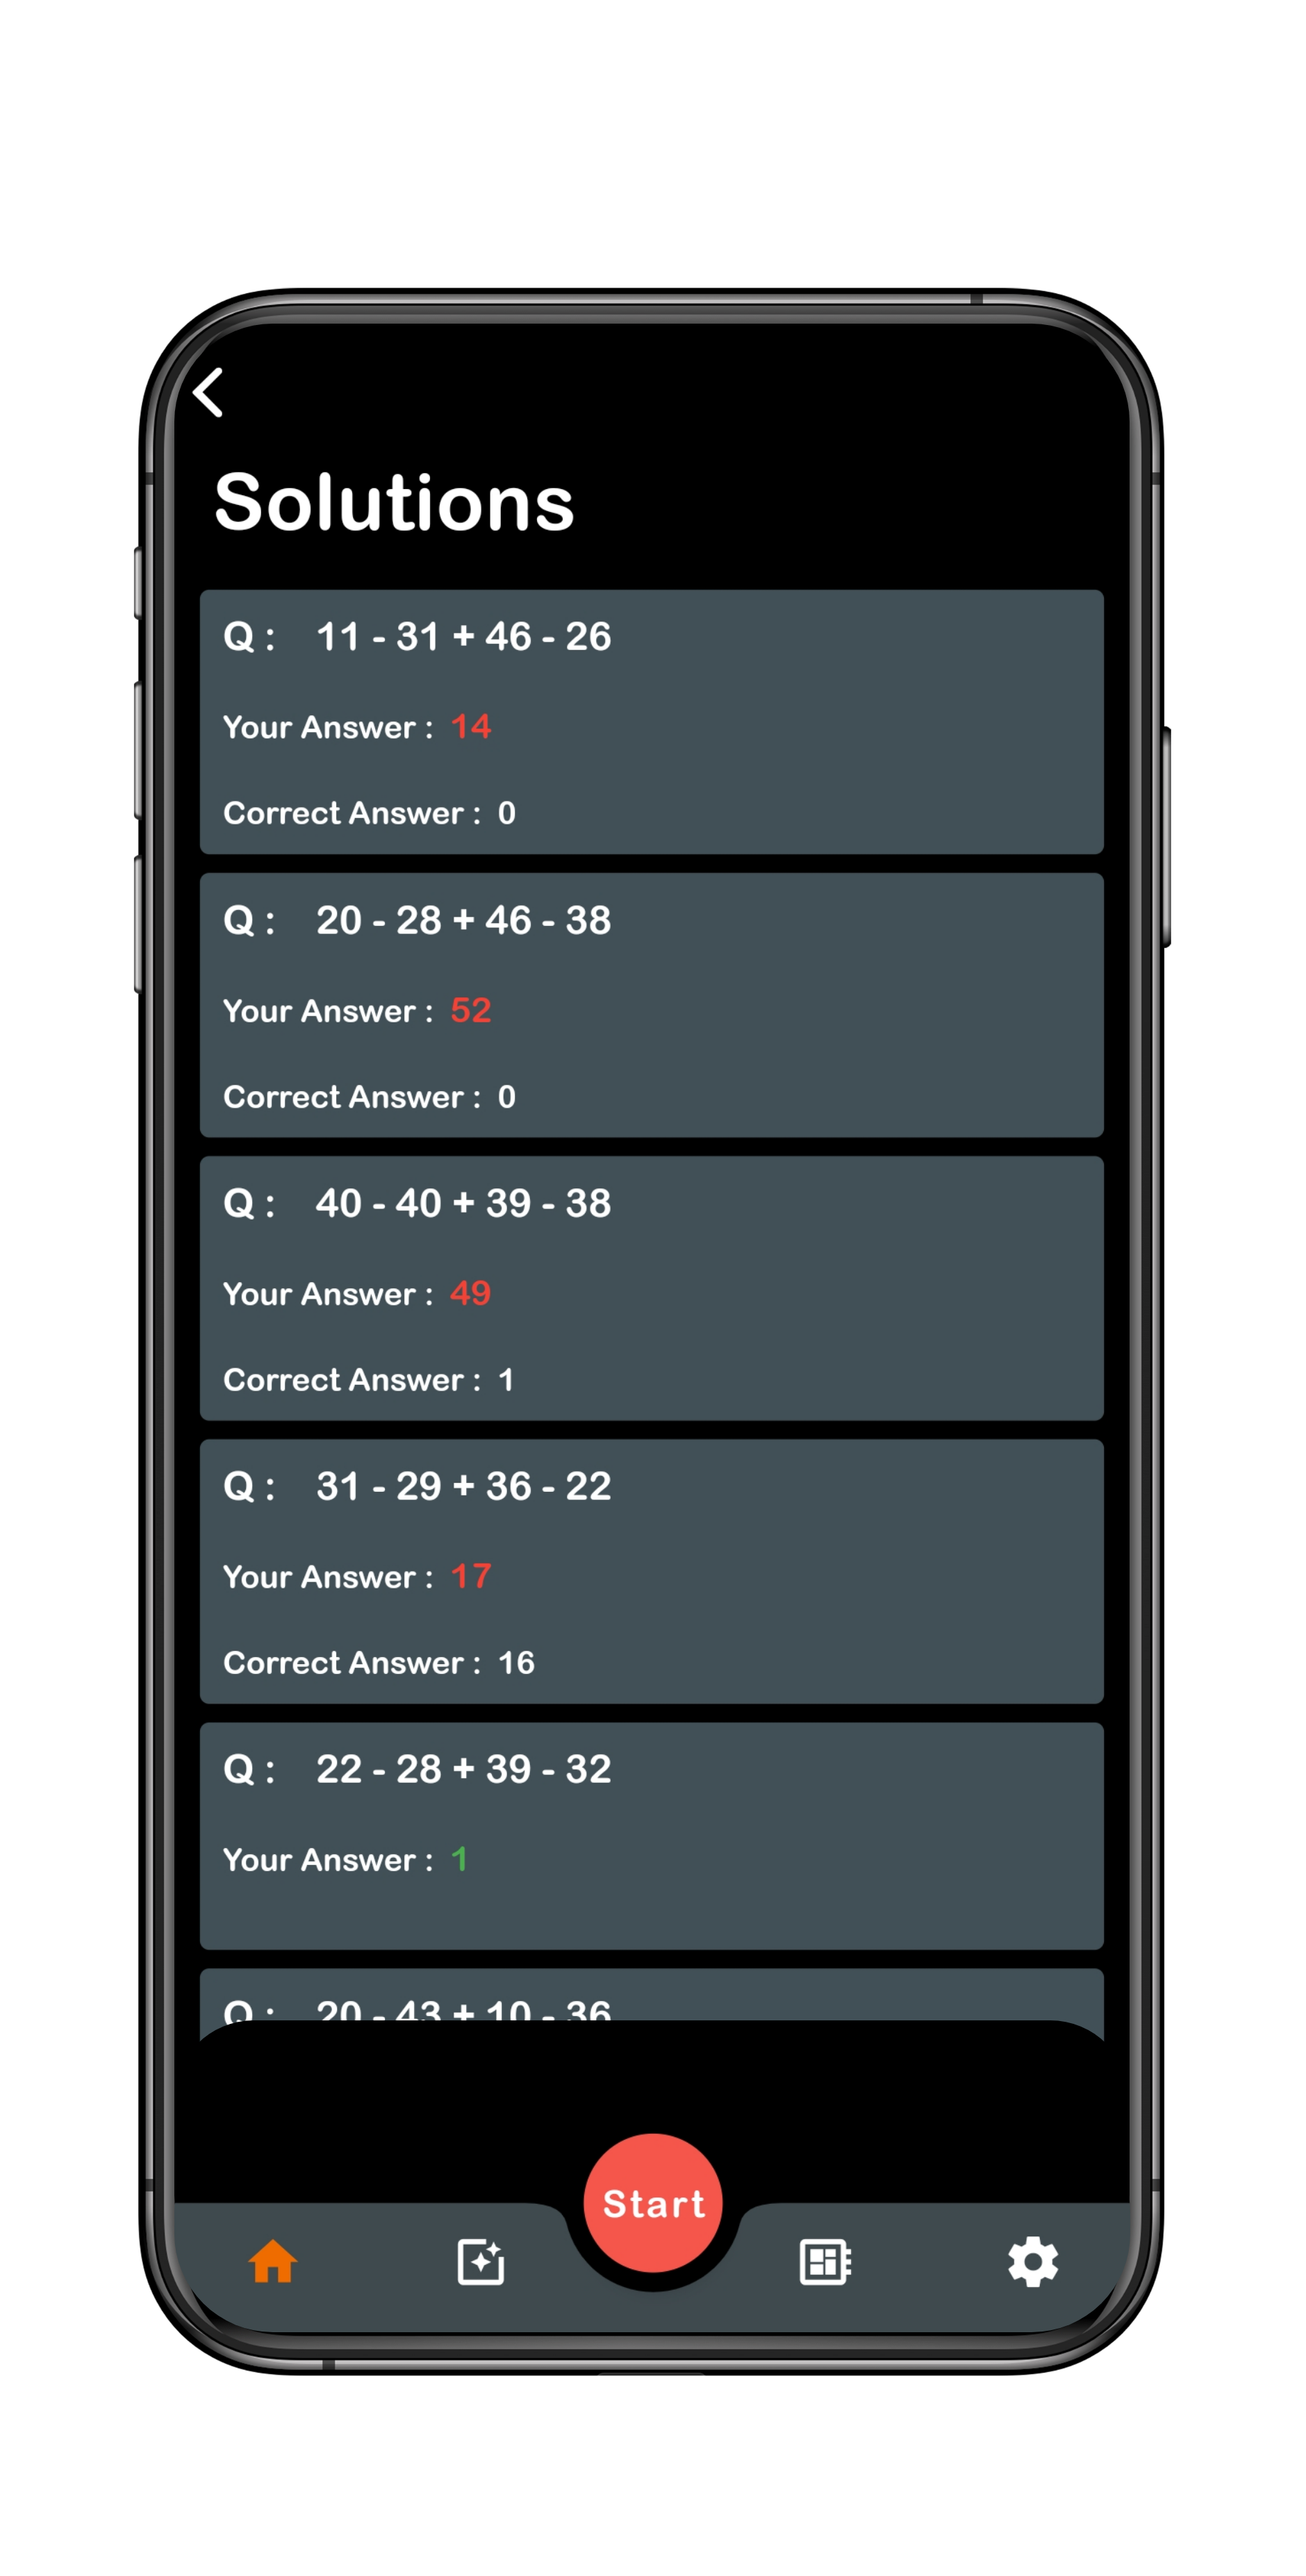 Solutions
Q : 11 - 31 + 46 - 26
Your Answer : 14
Correct Answer : 0
Q : 20 - 28 + 46 - 38
Your Answer : 52
Correct Answer : 0
Q : 40 - 40 + 39 - 38
Your Answer : 49
Correct Answer : 1
Q : 31 - 29 + 36 - 22
Your Answer : 17
Correct Answer : 16
Q : 22 - 28 + 39 - 32
Your Answer : 1
Q : 20 - 43 + 10 - 36
Start